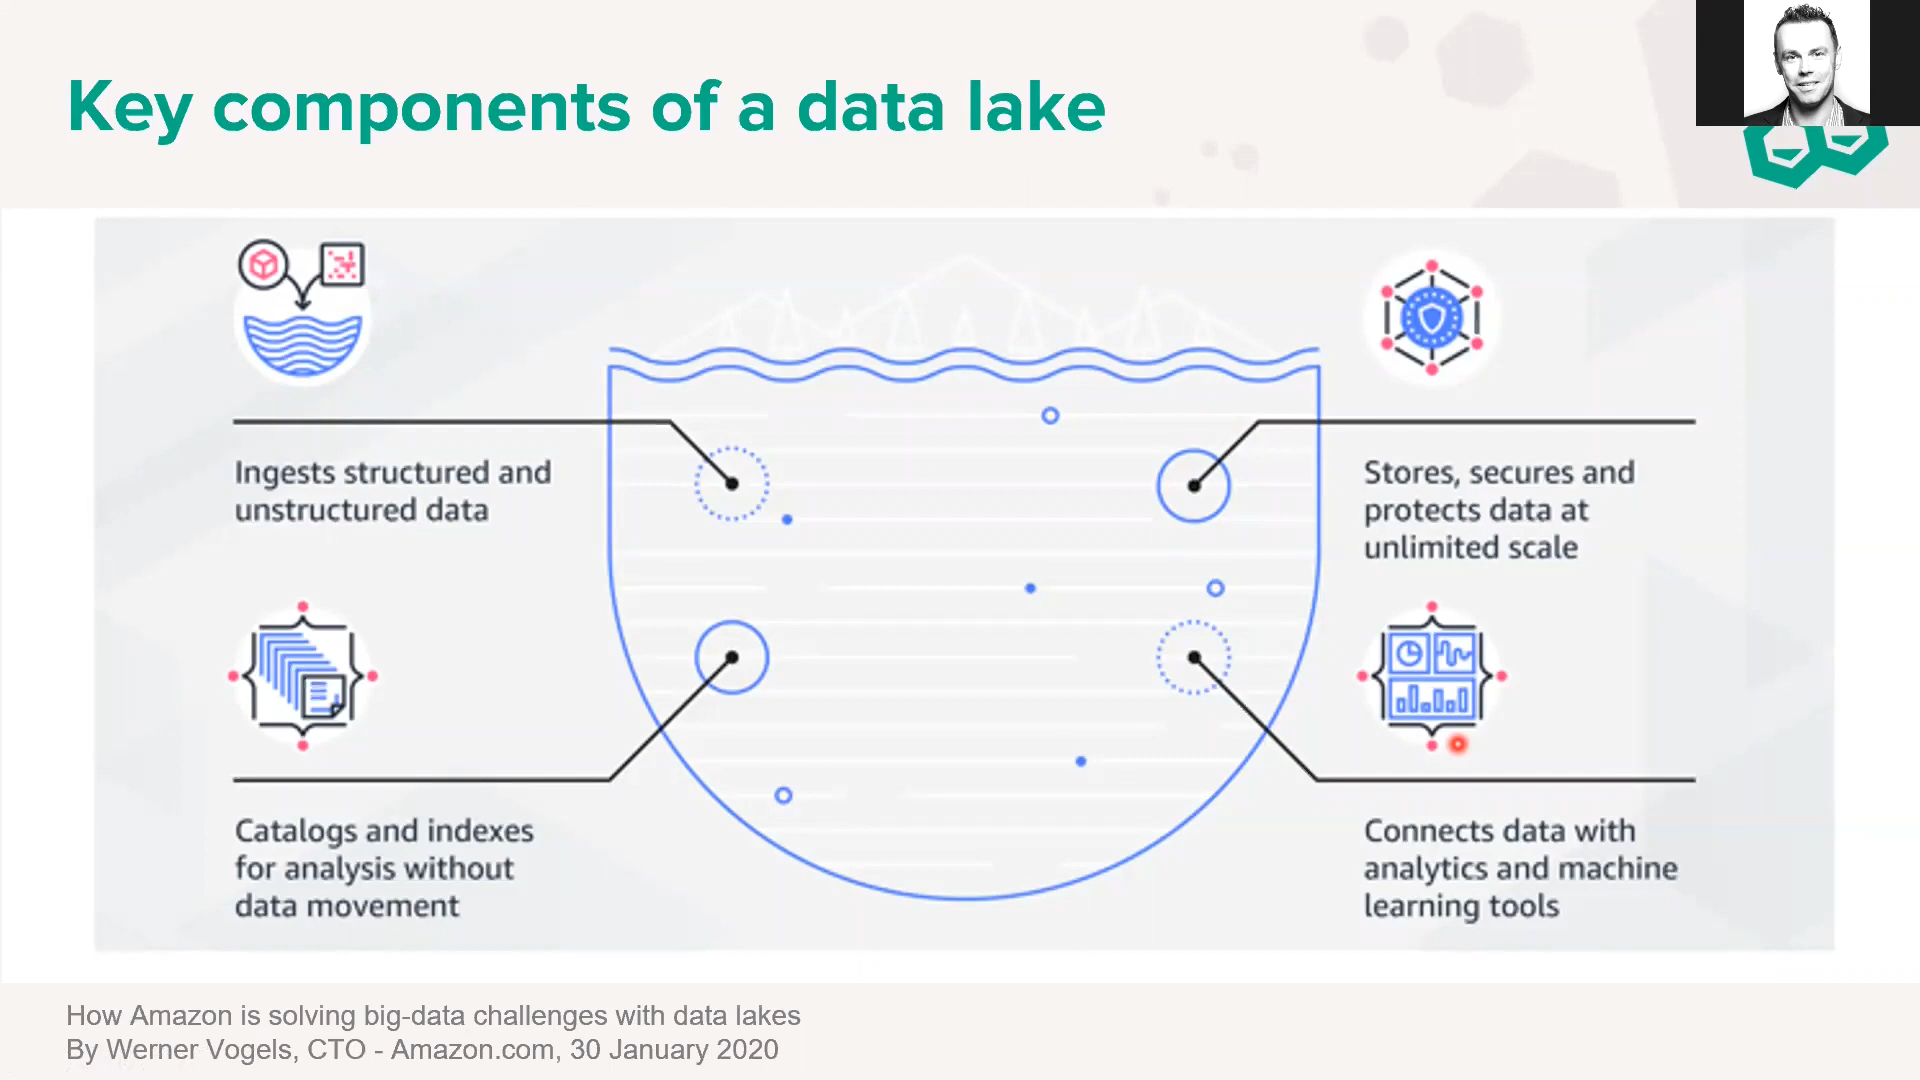 Key components of a data lake
Ingests structured and
unstructured data
Stores, secures and
protects data at
unlimited scale
Catalogs and indexes
for analysis without
data movement
Connects data with
analytics and machine
learning tools
How Amazon is solving big-data challenges with data lakes
By Werner Vogels, CTO - Amazon.com, 30 January 2020